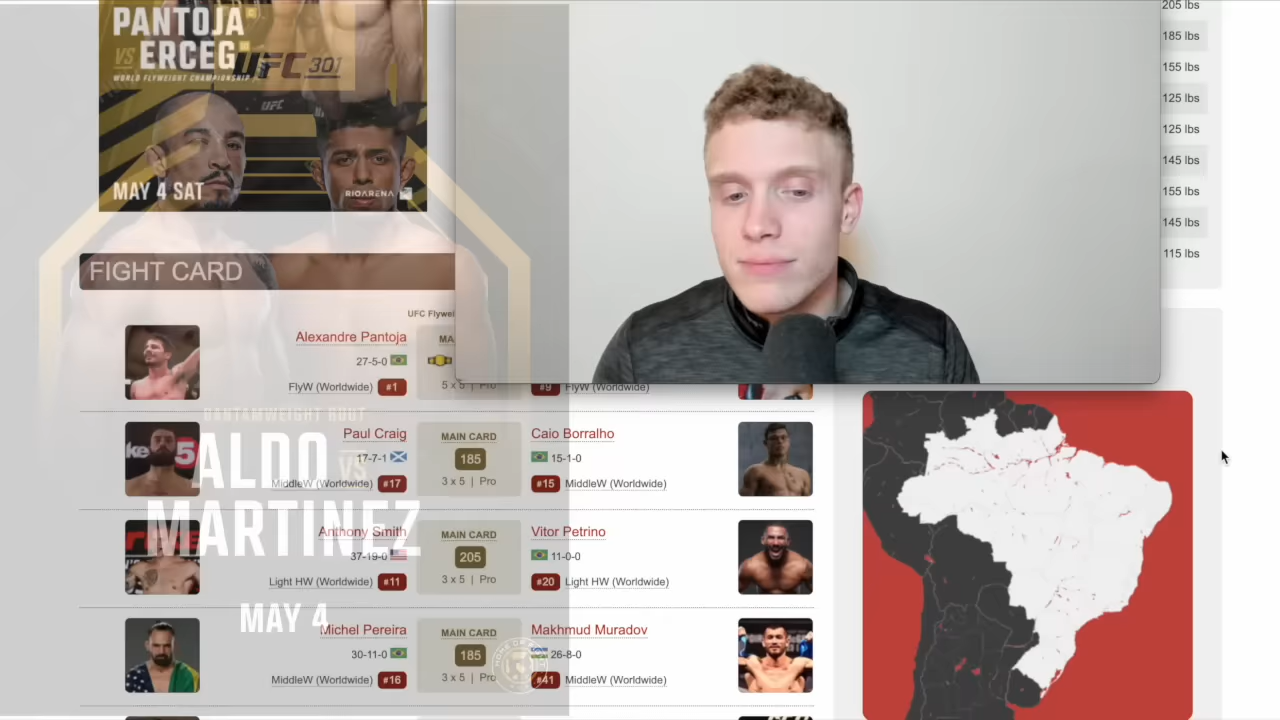 PANTOJA
VS ERCEG
UFC 301
WORLD FLYWEIGHT CHAMPIONSHIP
UFC
MAY 4 SAT
RIOARENA
FIGHT CARD
UFC Flywei
Alexandre Pantoja
MA
27-5-0
FlyW (Worldwide) #1
5 x 5 | Pro
#9 FlyW (Worldwide)
BANTAMWEIGHT BOUT
ALDO
VS
MARTINEZ
MAY 4
Paul Craig
MAIN CARD
Caio Borralho
17-7-1
185
15-1-0
MiddleW (Worldwide) #17
3 x 5 | Pro
#15 MiddleW (Worldwide)
Anthony Smith
MAIN CARD
Vitor Petrino
37-19-0
205
11-0-0
Light HW (Worldwide) #11
3 x 5 | Pro
#20 Light HW (Worldwide)
Michel Pereira
MAIN CARD
Makhmud Muradov
30-11-0
185
26-8-0
MiddleW (Worldwide) #16
3 x 5 | Pro
#41 MiddleW (Worldwide)
205 lbs
185 lbs
155 lbs
125 lbs
125 lbs
145 lbs
155 lbs
145 lbs
115 lbs